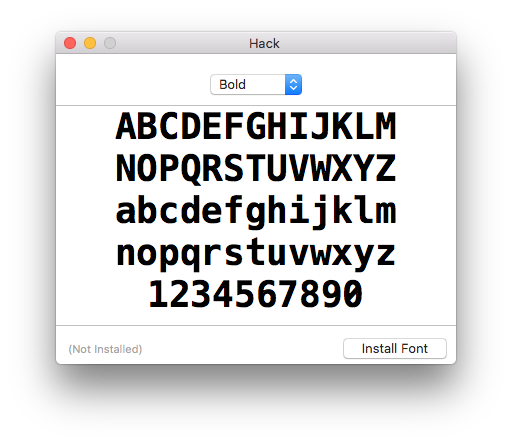 Hack
Bold
ABCDEFGHIJKLM
NOPQRSTUVWXYZ
abcdefghijklm
nopqrstuvwxyz
1234567890
(Not Installed)
Install Font